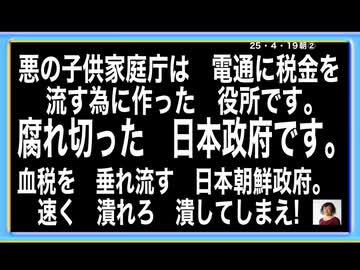 25・4・19朝②
悪の子供家庭庁は 電通に税金を
流す為に作った 役所です。
腐れ切った 日本政府です。
血税を 垂れ流す 日本朝鮮政府。
速く 潰れろ 潰してしまえ!